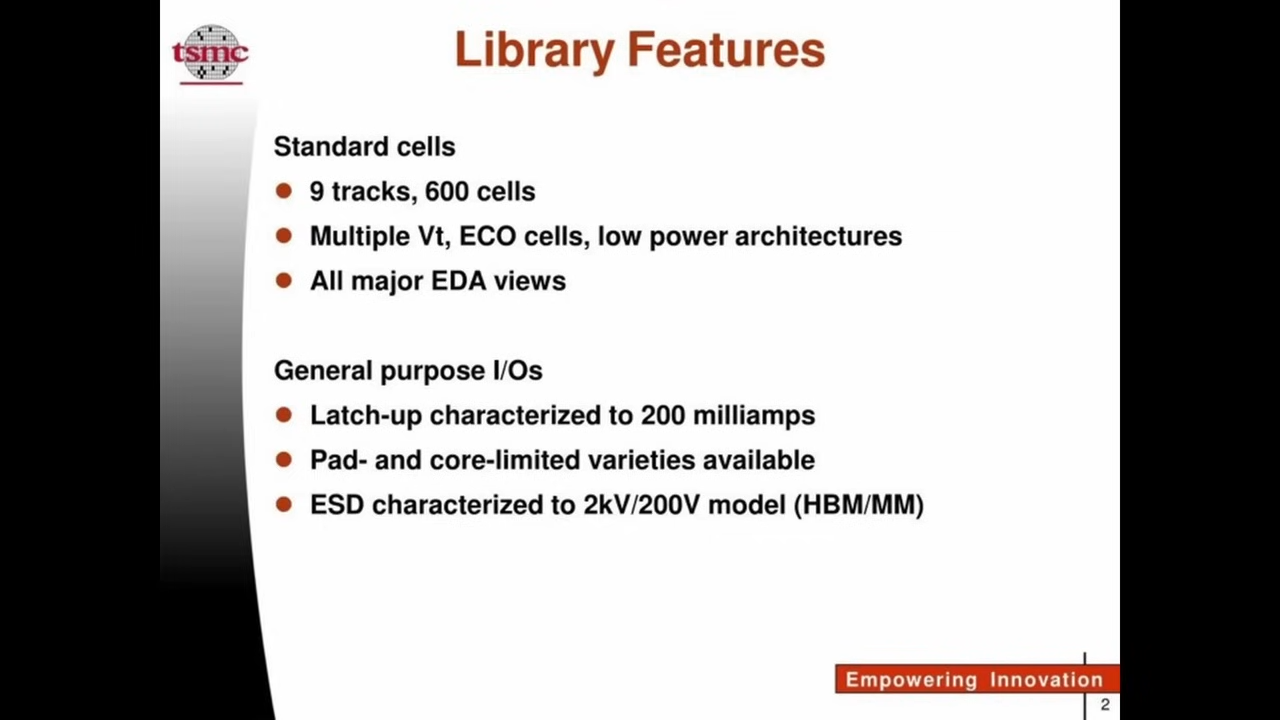 tsmc
Library Features
Standard cells
9 tracks, 600 cells
Multiple Vt, ECO cells, low power architectures
All major EDA views
General purpose I/Os
Latch-up characterized to 200 milliamps
Pad- and core-limited varieties available
ESD characterized to 2kV/200V model (HBM/MM)
Empowering Innovation
2